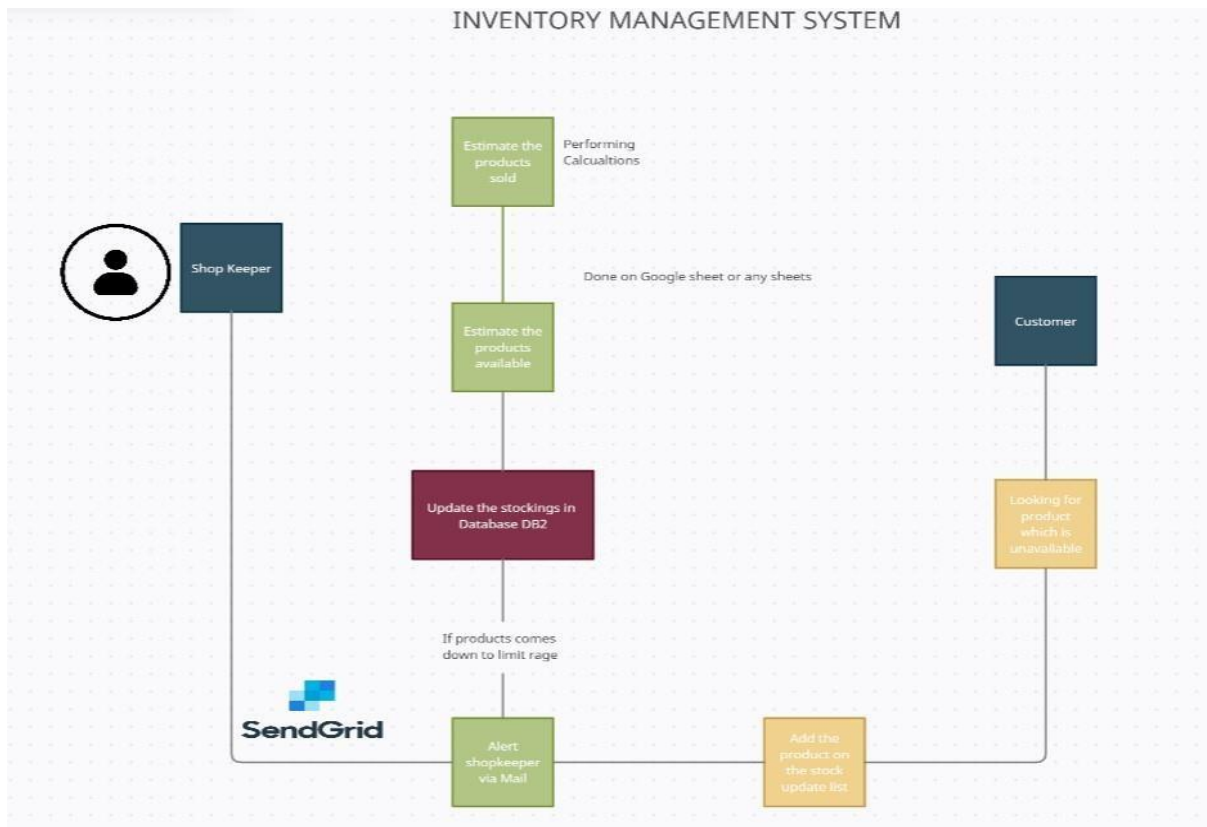 INVENTORY MANAGEMENT SYSTEM
Estimate the
products
sold
Performing
Calcualtions
Shop Keeper
Done on Google sheet or any sheets
Customer
Estimate the
products
available
Update the stockings in
Database DB2
Looking for
product
which is
unavailable
If products comes
down to limit rage
SendGrid
Alert
shopkeeper
via Mail
Add the
product on
the stock
update list